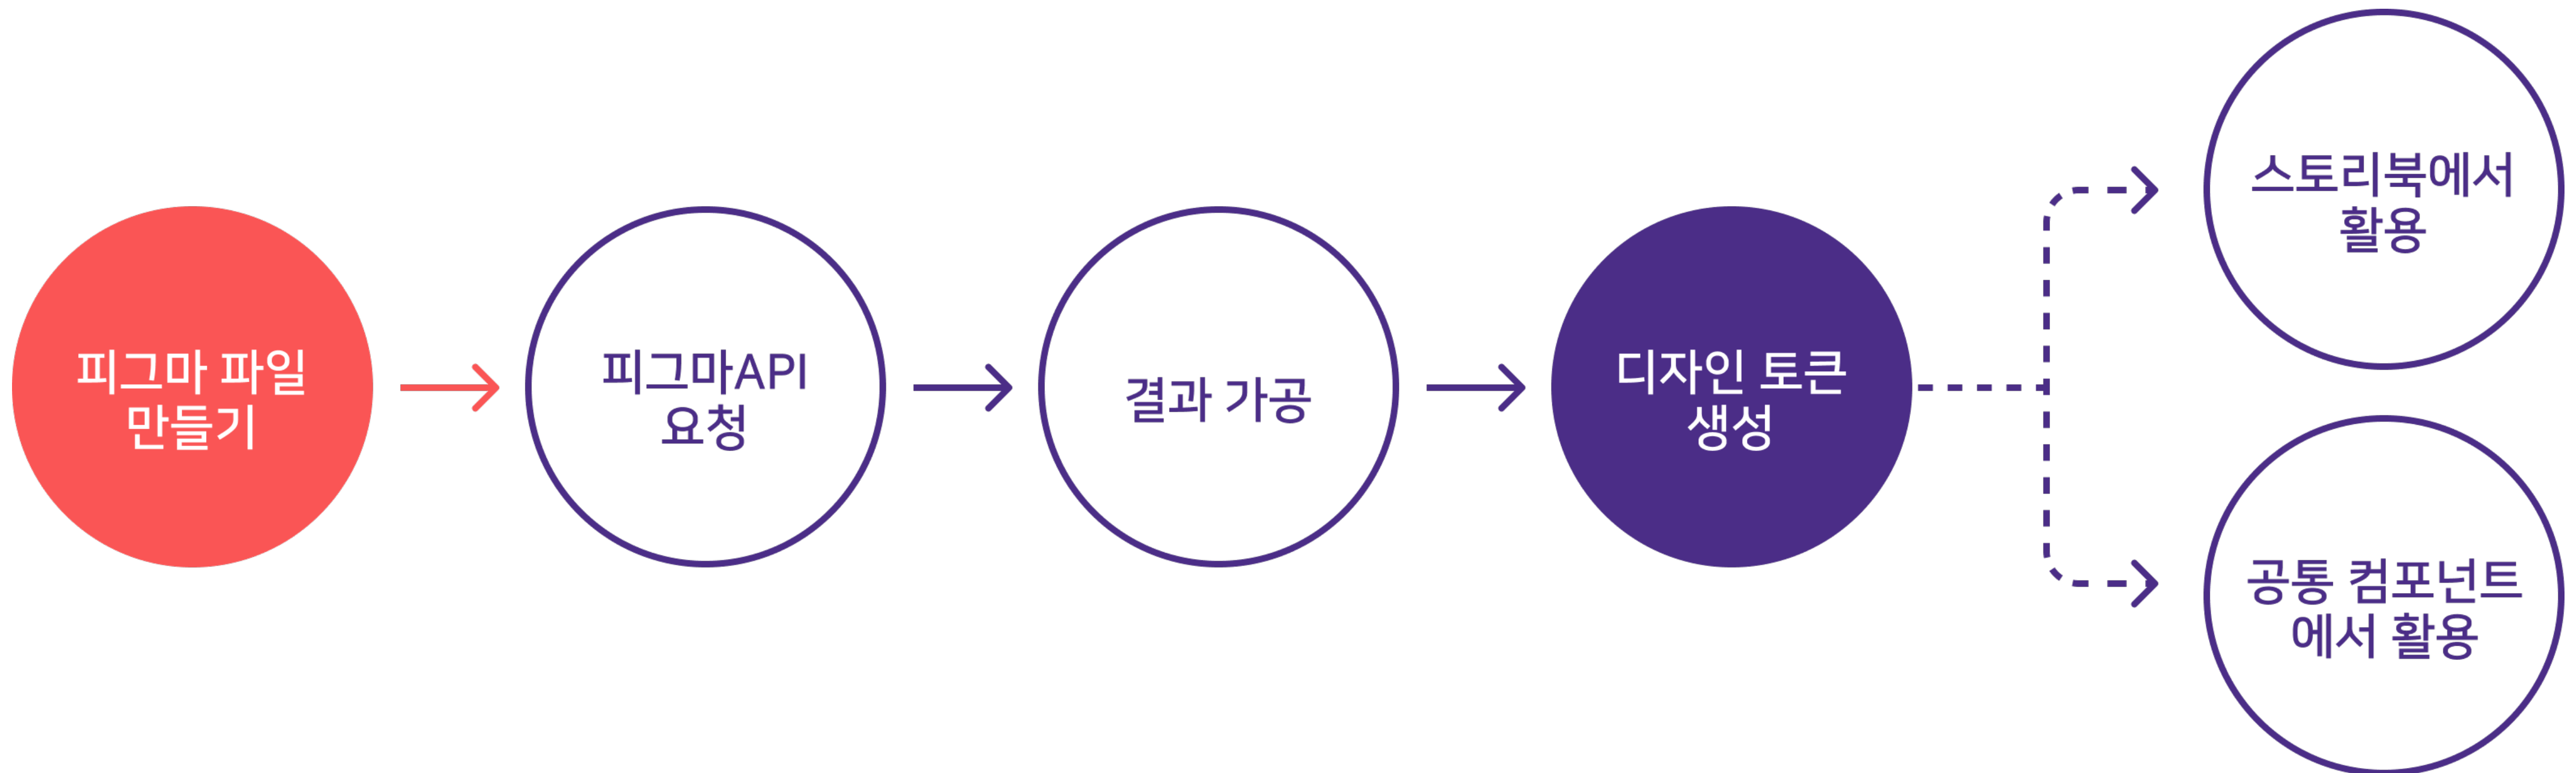 피그마 파일
만들기
피그마API
요청
결과 가공
디자인 토큰
생성
스토리북에서
활용
공통 컴포넌트
에서 활용